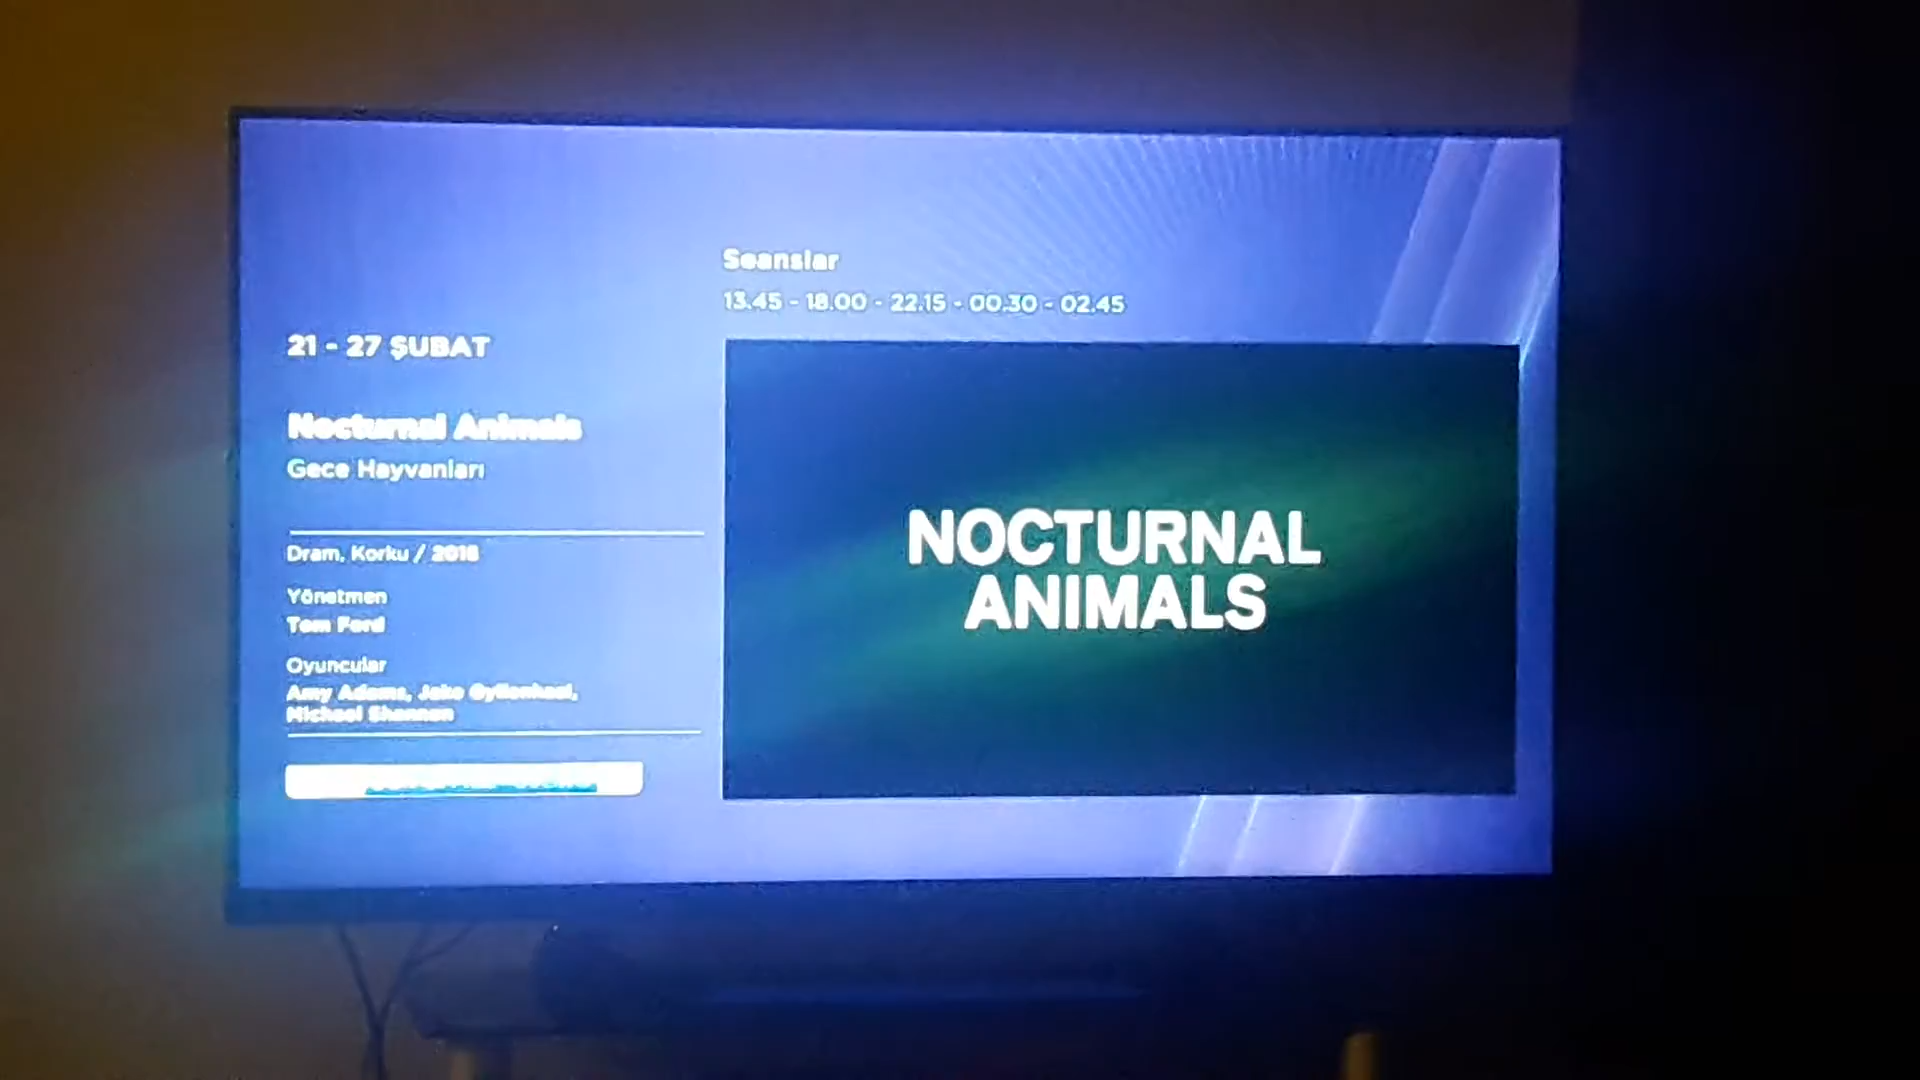 Seanslar
13.45 - 18.00 - 22.15 - 00.30 - 02.45
21 - 27 ŞUBAT
Nocturnal Animals
Gece Hayvanları
Dram, Korku / 2016
Yönetmen
Tom Ford
Oyuncular
Amy Adams, Jake Gyllenhaal,
Michael Shannon
NOCTURNAL
ANIMALS